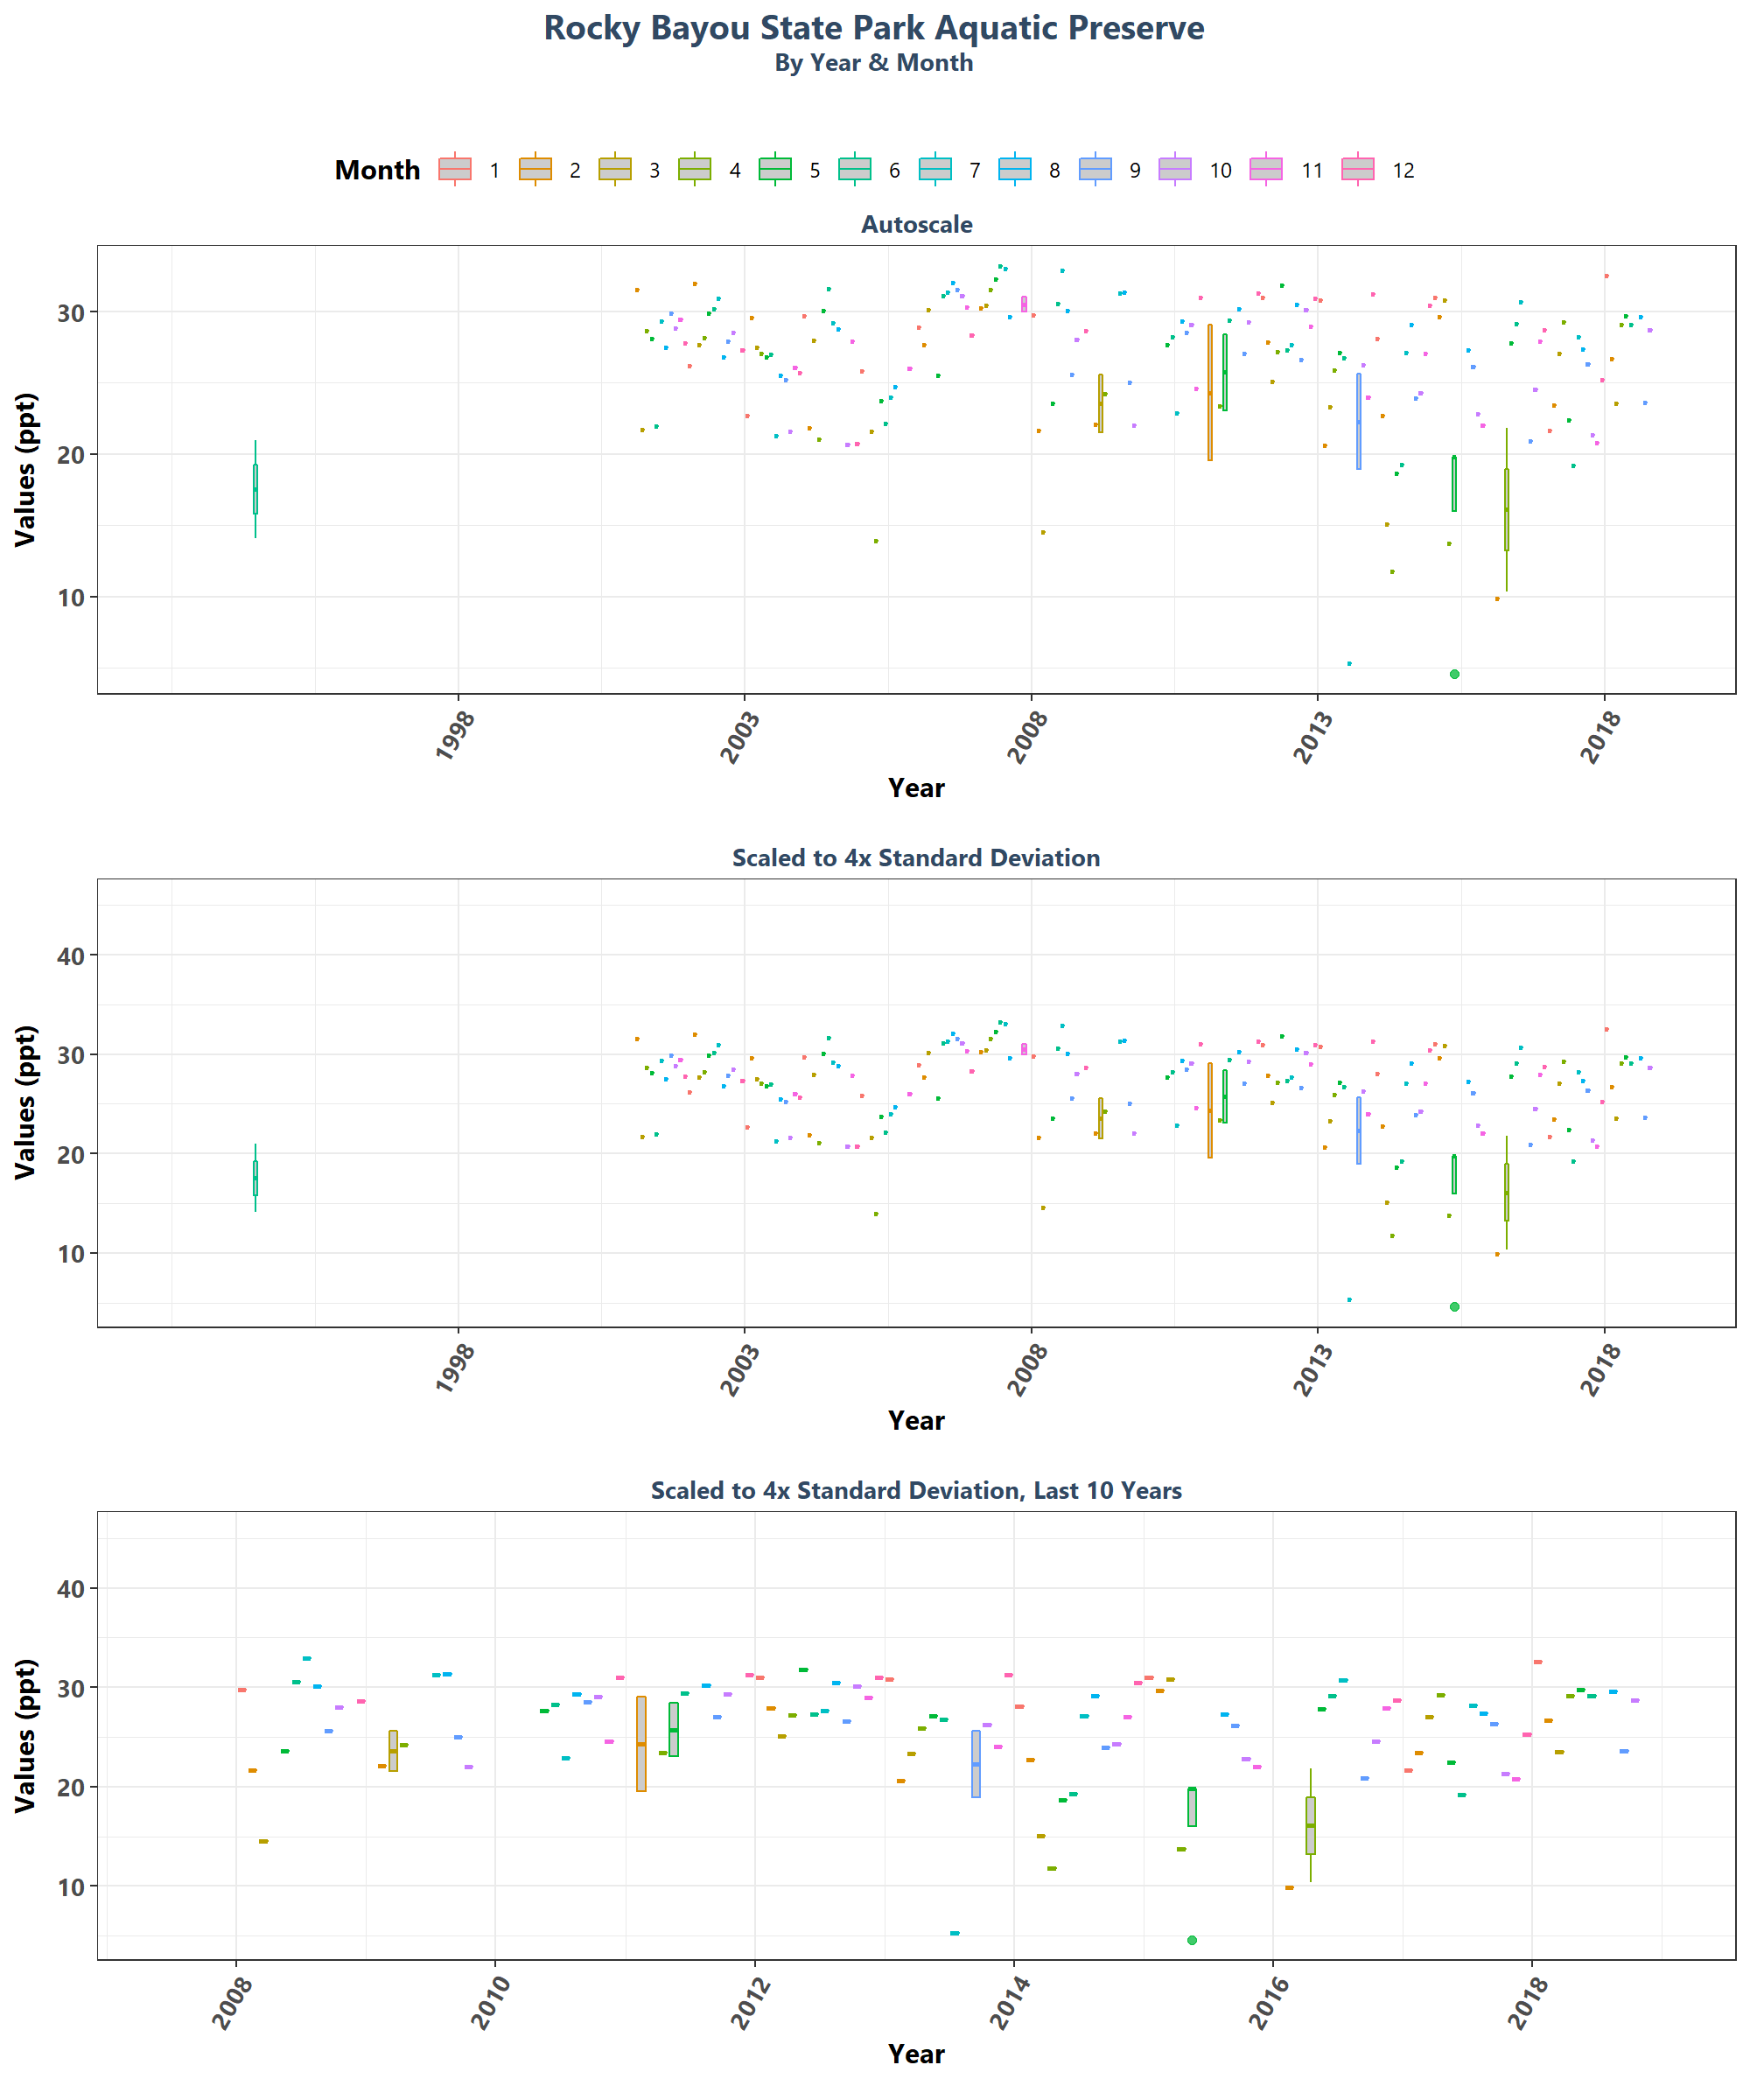 Rocky Bayou State Park Aquatic Preserve
By Year & Month
Month 1 2 3 4 5 6 7 8 9 10 11 12
Autoscale
Values (ppt)
30
20
10
1998 2003 2008 2013 2018
Year
Scaled to 4x Standard Deviation
Values (ppt)
40
30
20
10
1998 2003 2008 2013 2018
Year
Scaled to 4x Standard Deviation, Last 10 Years
Values (ppt)
40
30
20
10
2008 2010 2012 2014 2016 2018
Year